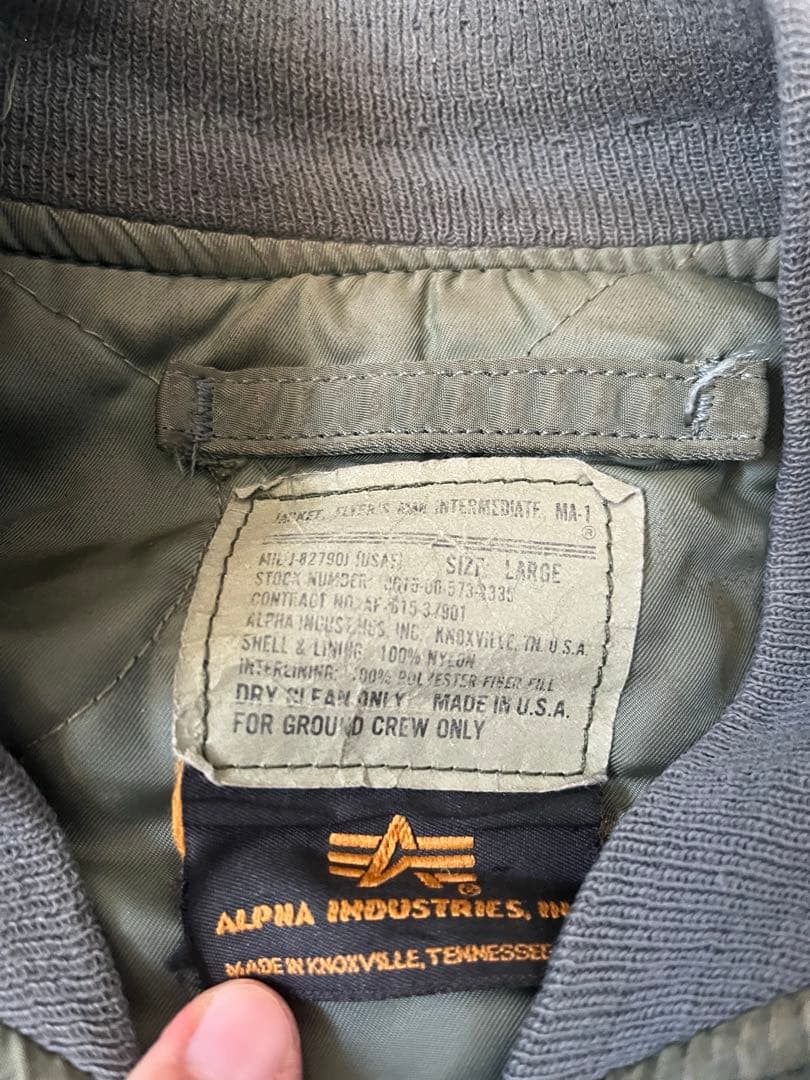 JACKET, FLYER'S MAN INTERMEDIATE, MA-1
®
(USAF) SIZE LARGE
STOCK NUMBER
CONTRACT NO.
ALPHA INDUSTRIES, INC. KNOXVILLE, TN. U.S.A.
SHELL & LINING 100% NYLON
INTERLINING: 100% POLYESTER FIBER FILL
DRY CLEAN ONLY MADE IN U.S.A.
FOR GROUND CREW ONLY
®
ALPHA INDUSTRIES, IN
MADE IN KNOXVILLE, TENNESSEE